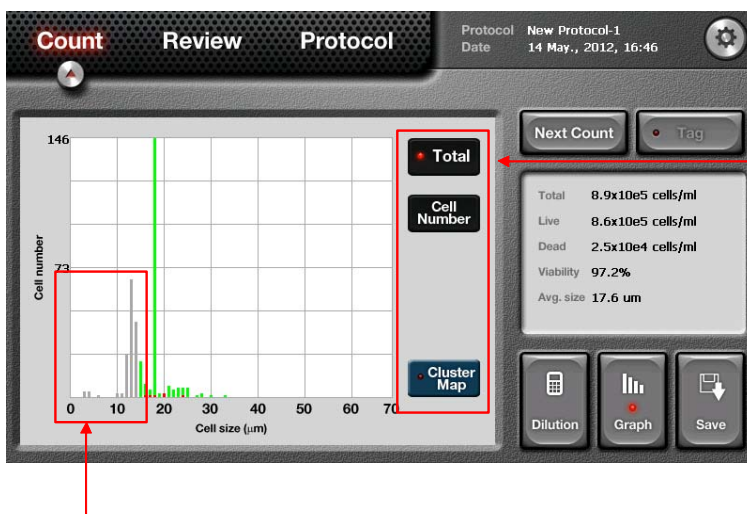 Count
Review
Protocol
Protocol New Protocol-1
Date 14 May., 2012, 16:46
146
73
Cell number
0 10 20 30 40 50 60 70
Cell size (μm)
Total
Cell
Number
Cluster
Map
Next Count
Tag
Total 8.9x10e5 cells/ml
Live 8.6x10e5 cells/ml
Dead 2.5x10e4 cells/ml
Viability 97.2%
Avg. size 17.6 um
Dilution
Graph
Save